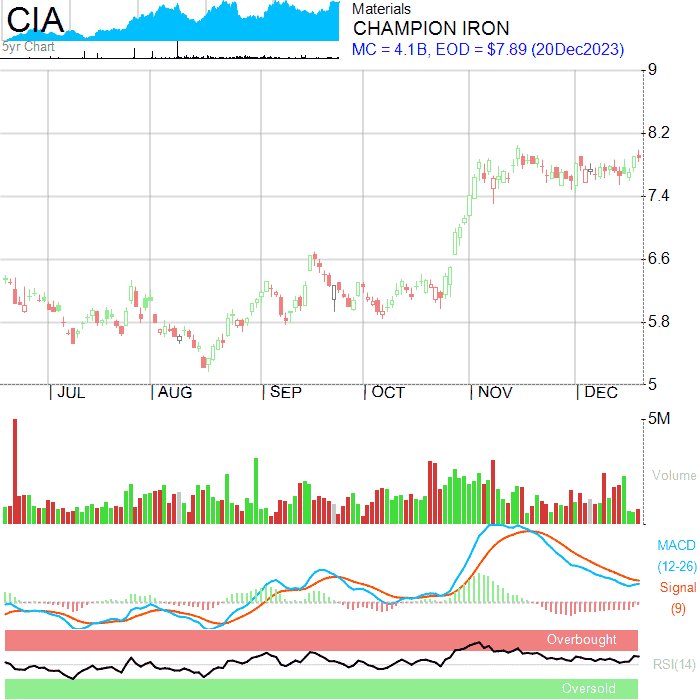 CIA
5yr Chart
Materials
CHAMPION IRON
MC = 4.1B, EOD = $7.89 (20Dec2023)
9
8.2
7.4
6.6
5.8
5
JUL AUG SEP OCT NOV DEC
5M
Volume
MACD
(12-26)
Signal
(9)
Overbought
RSI(14)
Oversold